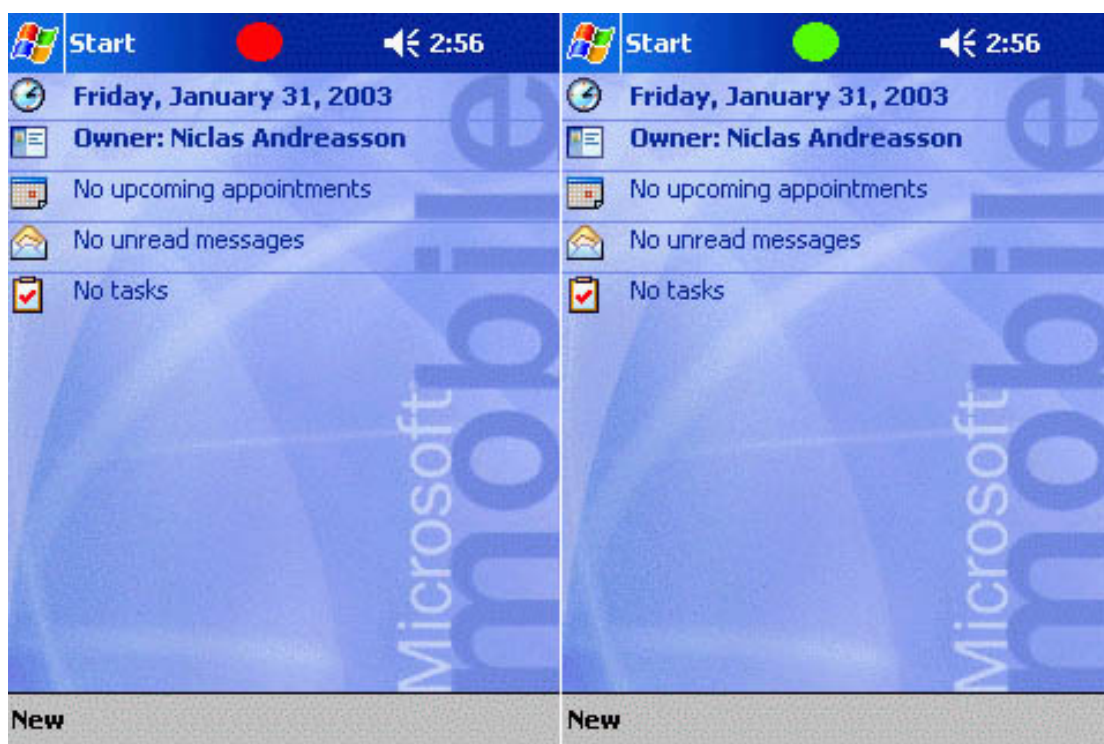 Start 2:56
Friday, January 31, 2003
Owner: Niclas Andreasson
No upcoming appointments
No unread messages
No tasks
Microsoft
mobile
New
Start 2:56
Friday, January 31, 2003
Owner: Niclas Andreasson
No upcoming appointments
No unread messages
No tasks
Microsoft
mobile
New